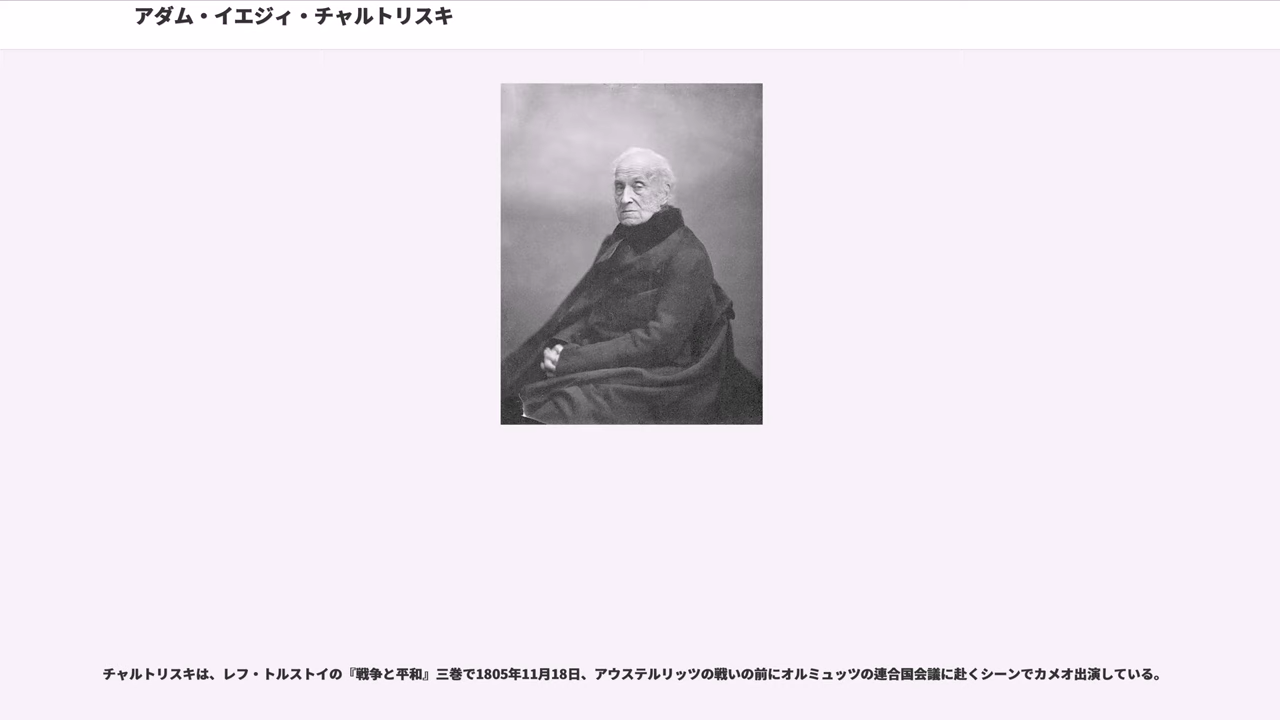 アダム・イエジィ・チャルトリスキ
チャルトリスキは、レフ・トルストイの『戦争と平和』三巻で1805年11月18日、アウステルリッツの戦いの前にオルミュッツの連合国会議に赴くシーンでカメオ出演している。